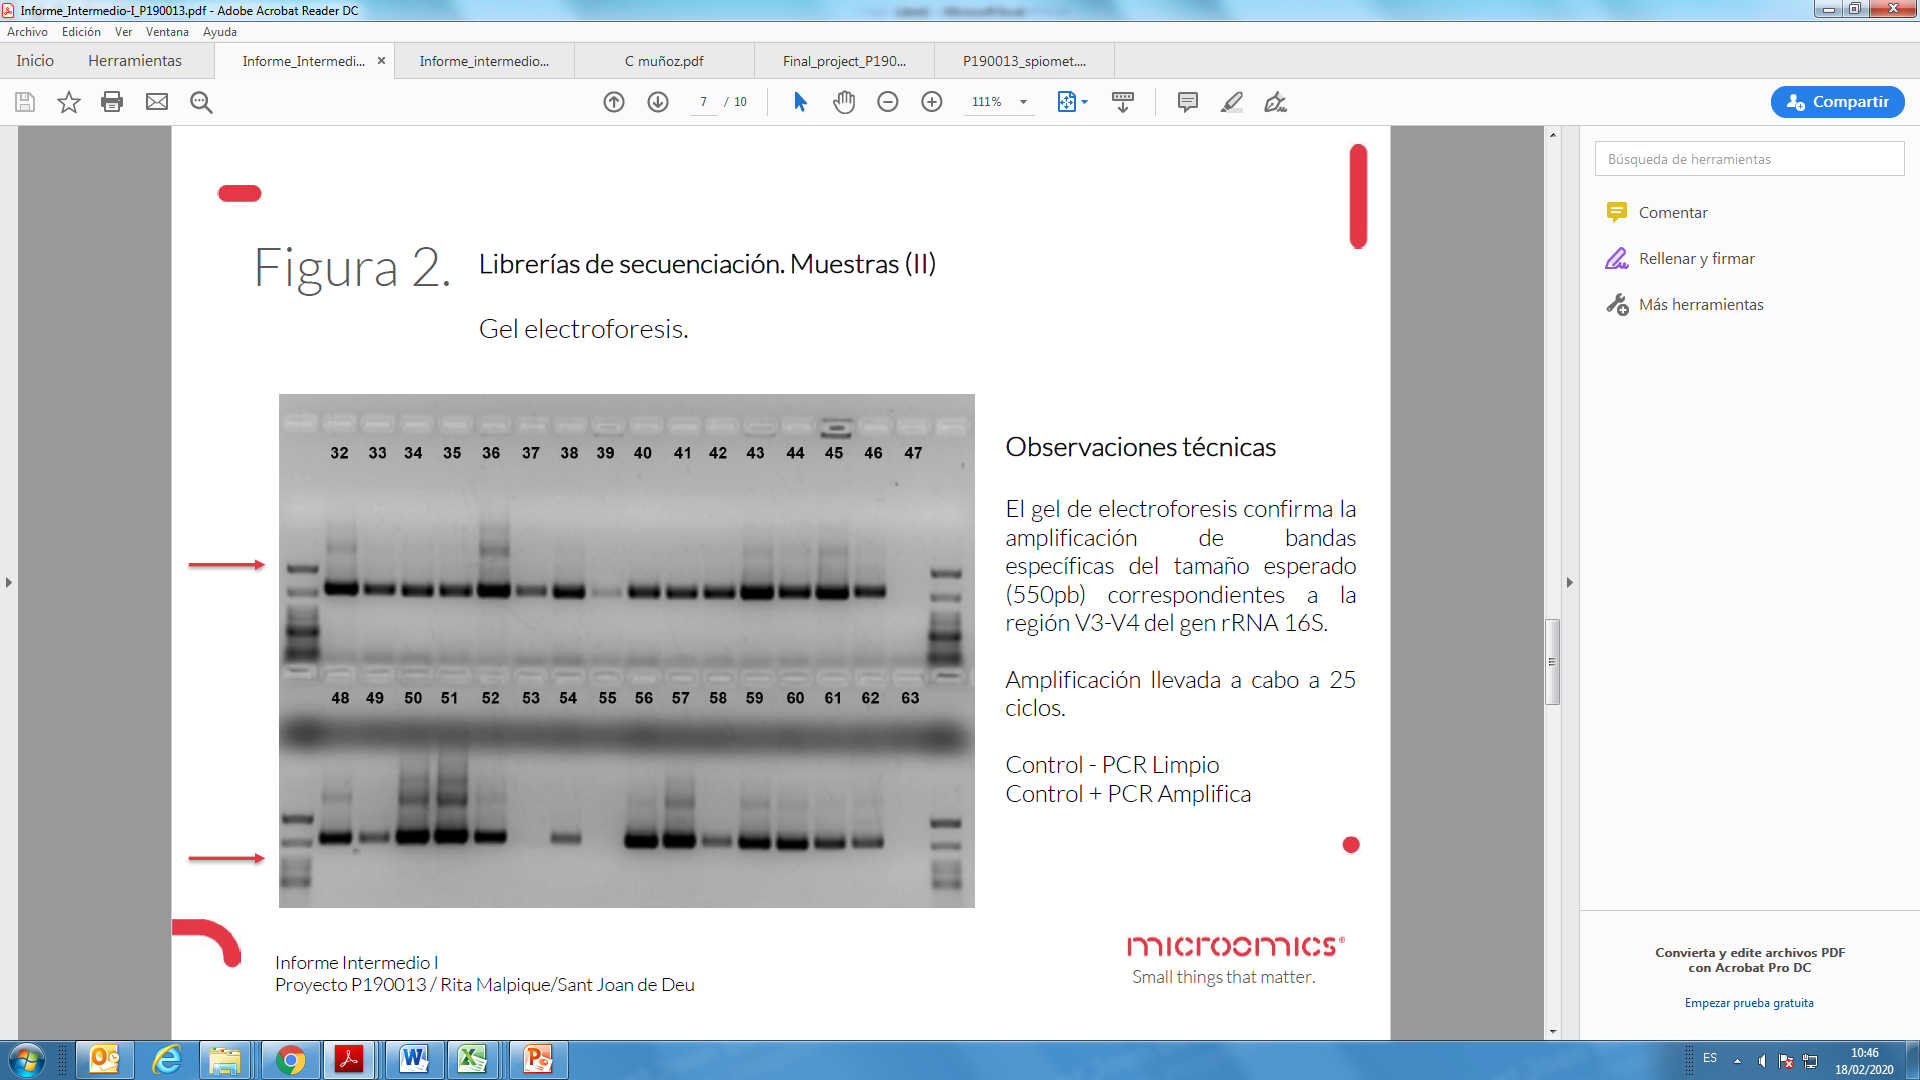 Informe_Intermedio-I_P190013.pdf - Adobe Acrobat Reader DC
Archivo Edición Ver Ventana Ayuda
Inicio Herramientas Informe_Intermedi... × Informe_intermedio... C muñoz.pdf Final_project_P190... P190013_spiomet....
7 / 10 111% Compartir
Búsqueda de herramientas
Comentar
Rellenar y firmar
Más herramientas
Figura 2. Librerías de secuenciación. Muestras (II)
Gel electroforesis.
32 33 34 35 36 37 38 39 40 41 42 43 44 45 46 47
48 49 50 51 52 53 54 55 56 57 58 59 60 61 62 63
Observaciones técnicas
El gel de electroforesis confirma la
amplificación de bandas
específicas del tamaño esperado
(550pb) correspondientes a la
región V3-V4 del gen rRNA 16S.
Amplificación llevada a cabo a 25
ciclos.
Control - PCR Limpio
Control + PCR Amplifica
microomics®
Small things that matter.
Informe Intermedio I
Proyecto P190013 / Rita Malpique/Sant Joan de Deu
Convierta y edite archivos PDF
con Acrobat Pro DC
Empezar prueba gratuita
ES
10:46
18/02/2020